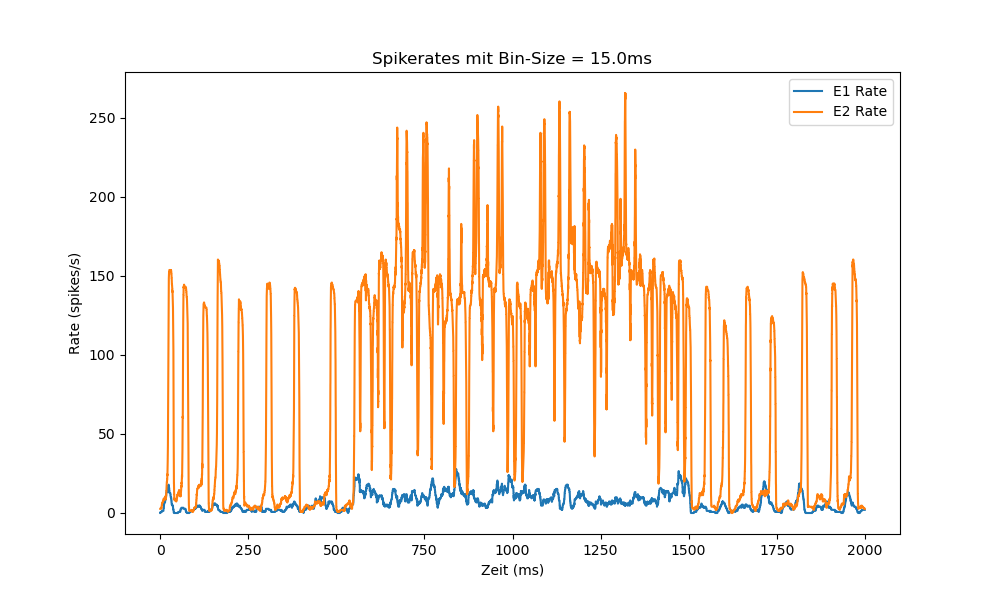 Spikerates mit Bin-Size = 15.0ms
E1 Rate
E2 Rate
Rate (spikes/s)
250
200
150
100
50
0
0 250 500 750 1000 1250 1500 1750 2000
Zeit (ms)